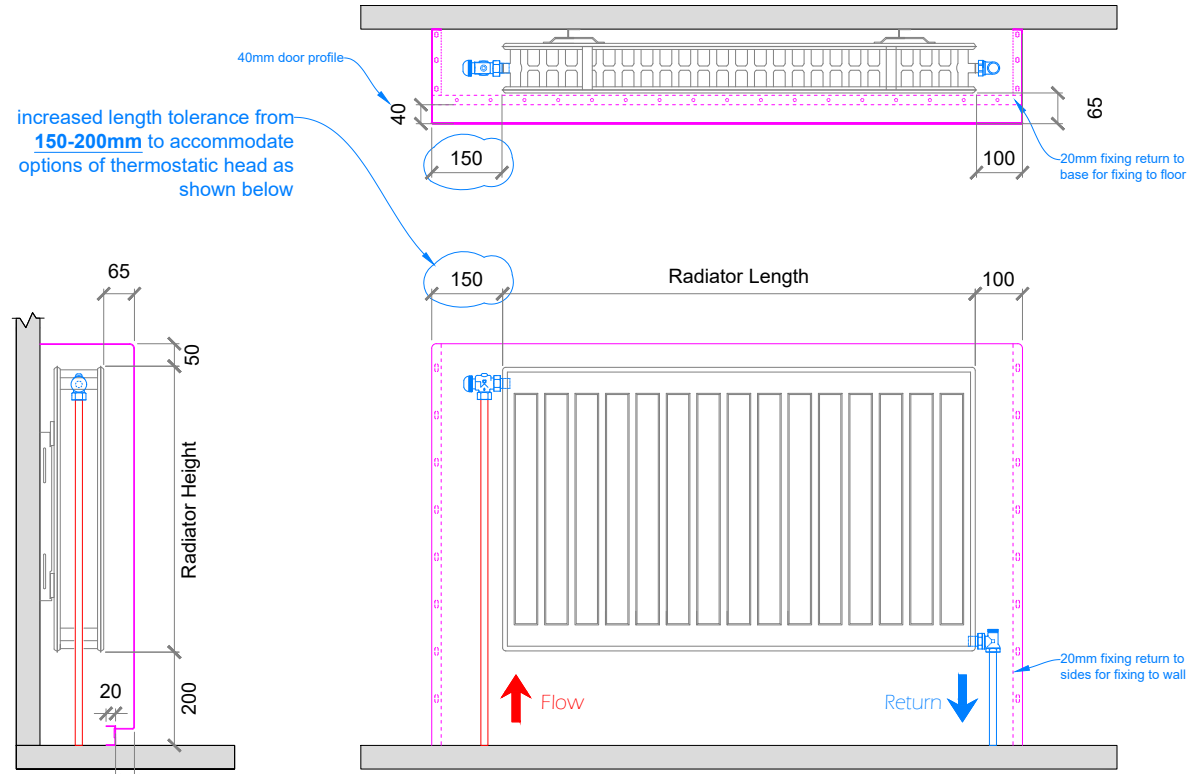 40mm door profile
increased length tolerance from
150-200mm to accommodate
options of thermostatic head as
shown below
40
150
100
65
20mm fixing return to
base for fixing to floor
65
150
Radiator Length
100
50
Radiator Height
200
20
Flow
Return
20mm fixing return to
sides for fixing to wall